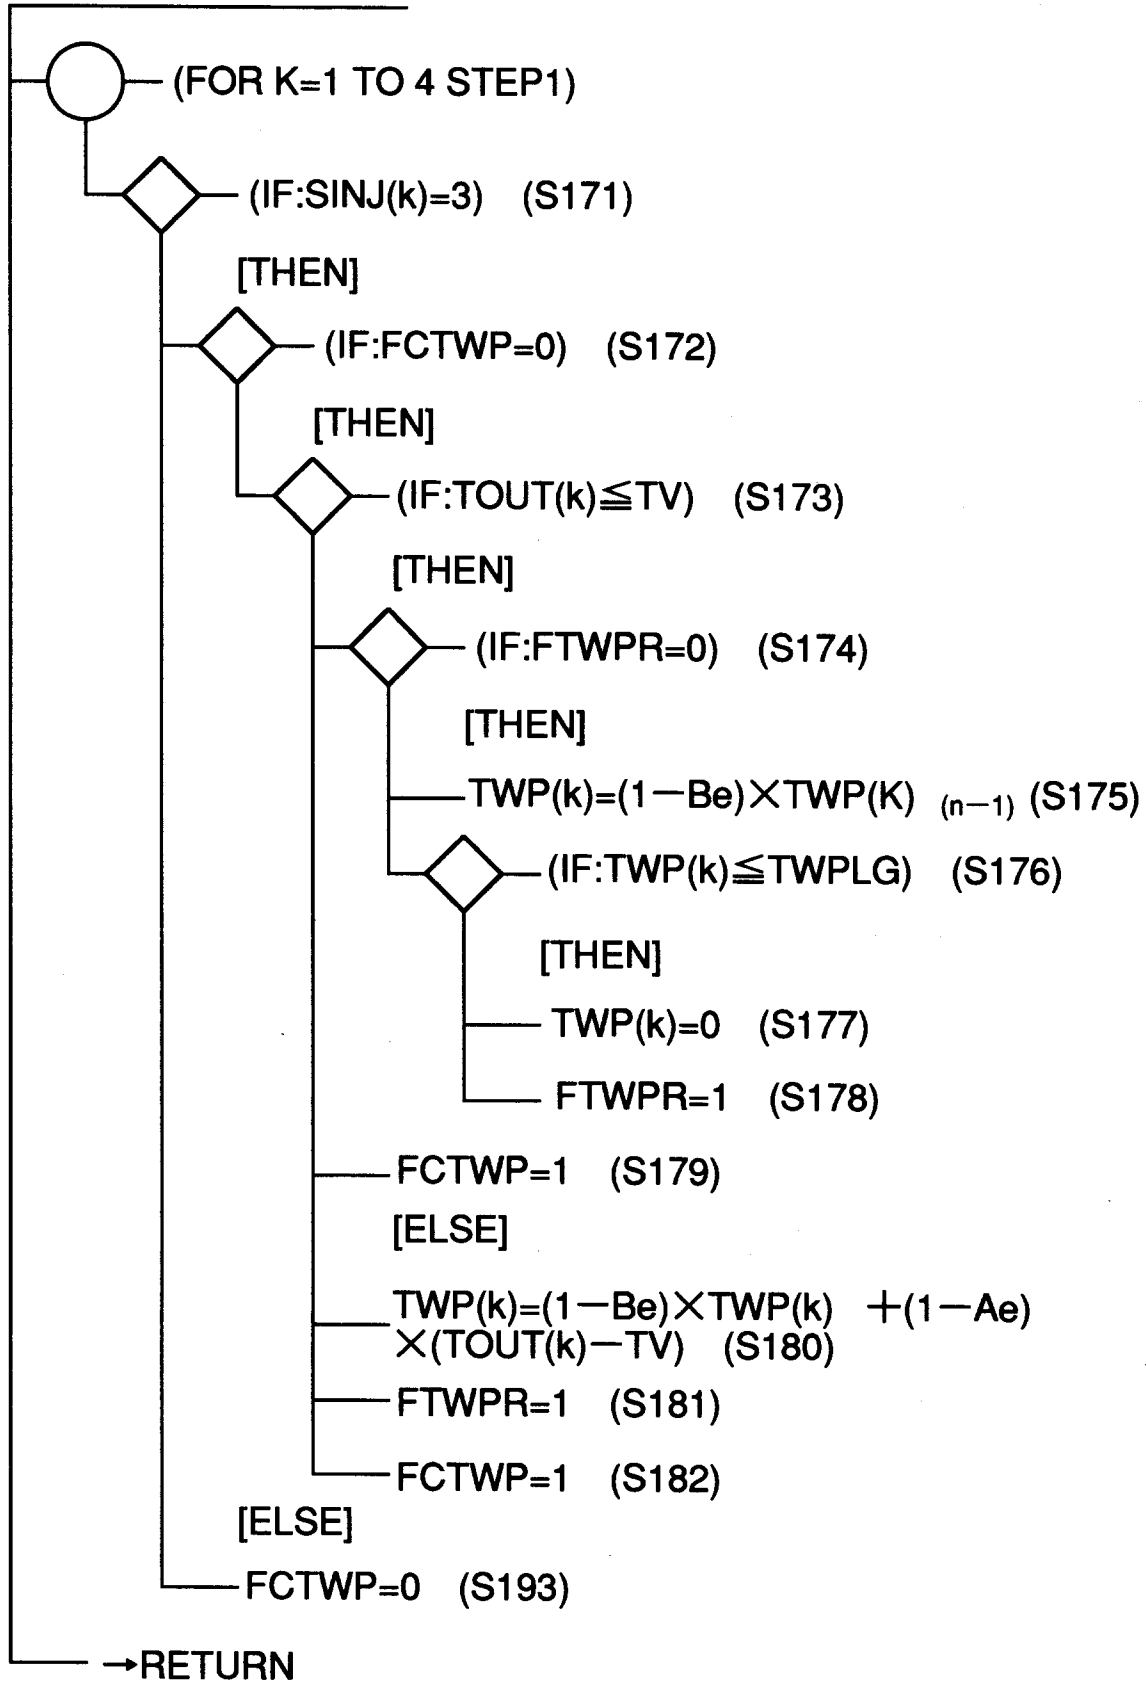 (FOR K=1 TO 4 STEP1)
(IF:SINJ(k)=3) (S171)
[THEN]
(IF:FCTWP=0) (S172)
[THEN]
(IF:TOUT(k)≦TV) (S173)
[THEN]
(IF:FTWPR=0) (S174)
[THEN]
TWP(k)=(1−Be)×TWP(K) (n−1) (S175)
(IF:TWP(k)≦TWPLG) (S176)
[THEN]
TWP(k)=0 (S177)
FTWPR=1 (S178)
FCTWP=1 (S179)
[ELSE]
TWP(k)=(1−Be)×TWP(k) +(1−Ae)
×(TOUT(k)−TV) (S180)
FTWPR=1 (S181)
FCTWP=1 (S182)
[ELSE]
FCTWP=0 (S193)
→RETURN